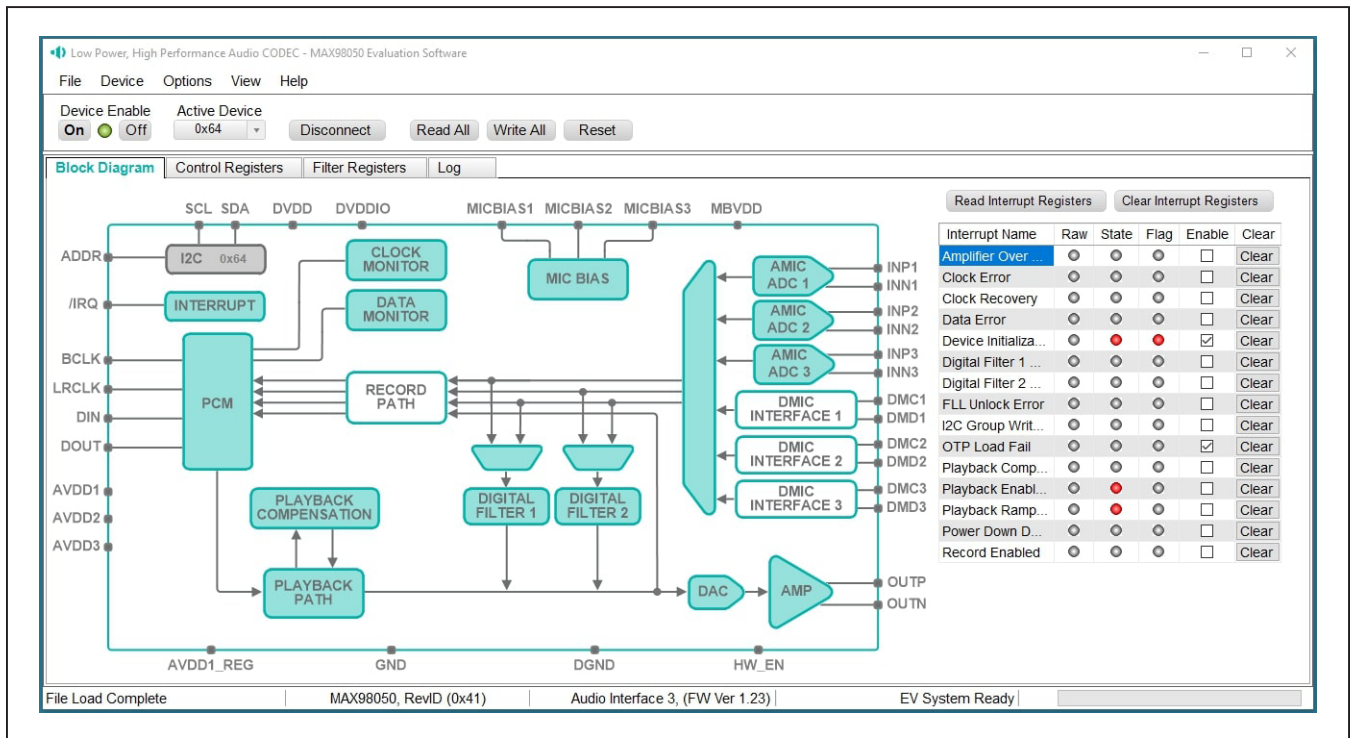 Low Power, High Performance Audio CODEC - MAX98050 Evaluation Software
File Device Options View Help
Device Enable Active Device
On Off 0x64 Disconnect Read All Write All Reset
Block Diagram Control Registers Filter Registers Log
Read Interrupt Registers Clear Interrupt Registers
SCL SDA DVDD DVDDIO MICBIAS1 MICBIAS2 MICBIAS3 MBVDD
ADDR
I2C 0x64
/IRQ
INTERRUPT
CLOCK
MONITOR
DATA
MONITOR
MIC BIAS
BCLK
LRCLK
DIN
DOUT
PCM
RECORD
PATH
AMIC
ADC 1
INP1
INN1
AMIC
ADC 2
INP2
INN2
AMIC
ADC 3
INP3
INN3
DMIC
INTERFACE 1
DMC1
DMD1
DMIC
INTERFACE 2
DMC2
DMD2
DMIC
INTERFACE 3
DMC3
DMD3
AVDD1
AVDD2
AVDD3
PLAYBACK
COMPENSATION
DIGITAL
FILTER 1
DIGITAL
FILTER 2
PLAYBACK
PATH
DAC
AMP
OUTP
OUTN
AVDD1_REG GND DGND HW_EN
Interrupt Name Raw State Flag Enable Clear
Amplifier Over ... Clear
Clock Error Clear
Clock Recovery Clear
Data Error Clear
Device Initializa... Clear
Digital Filter 1 ... Clear
Digital Filter 2 ... Clear
FLL Unlock Error Clear
I2C Group Writ... Clear
OTP Load Fail Clear
Playback Comp... Clear
Playback Enabl... Clear
Playback Ramp... Clear
Power Down D... Clear
Record Enabled Clear
File Load Complete MAX98050, RevID (0x41) Audio Interface 3, (FW Ver 1.23) EV System Ready